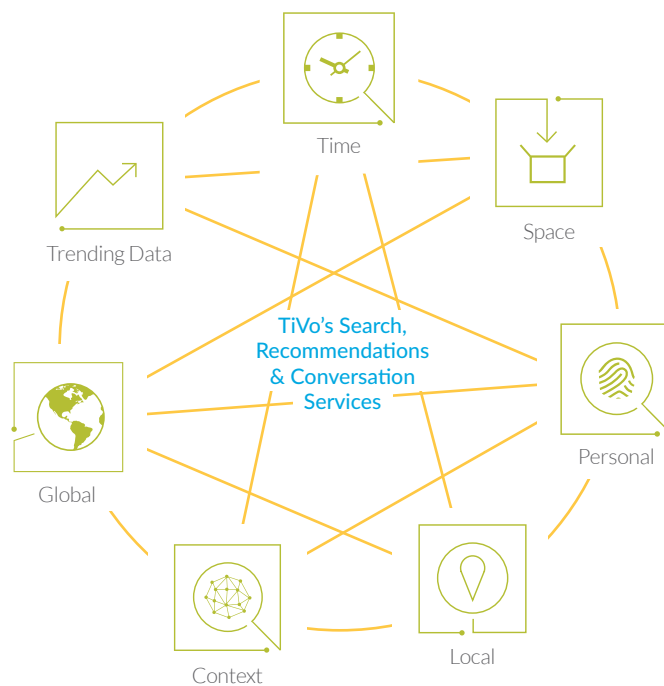 Time
Space
Trending Data
TiVo's Search,
Recommendations
& Conversation
Services
Personal
Global
Local
Context